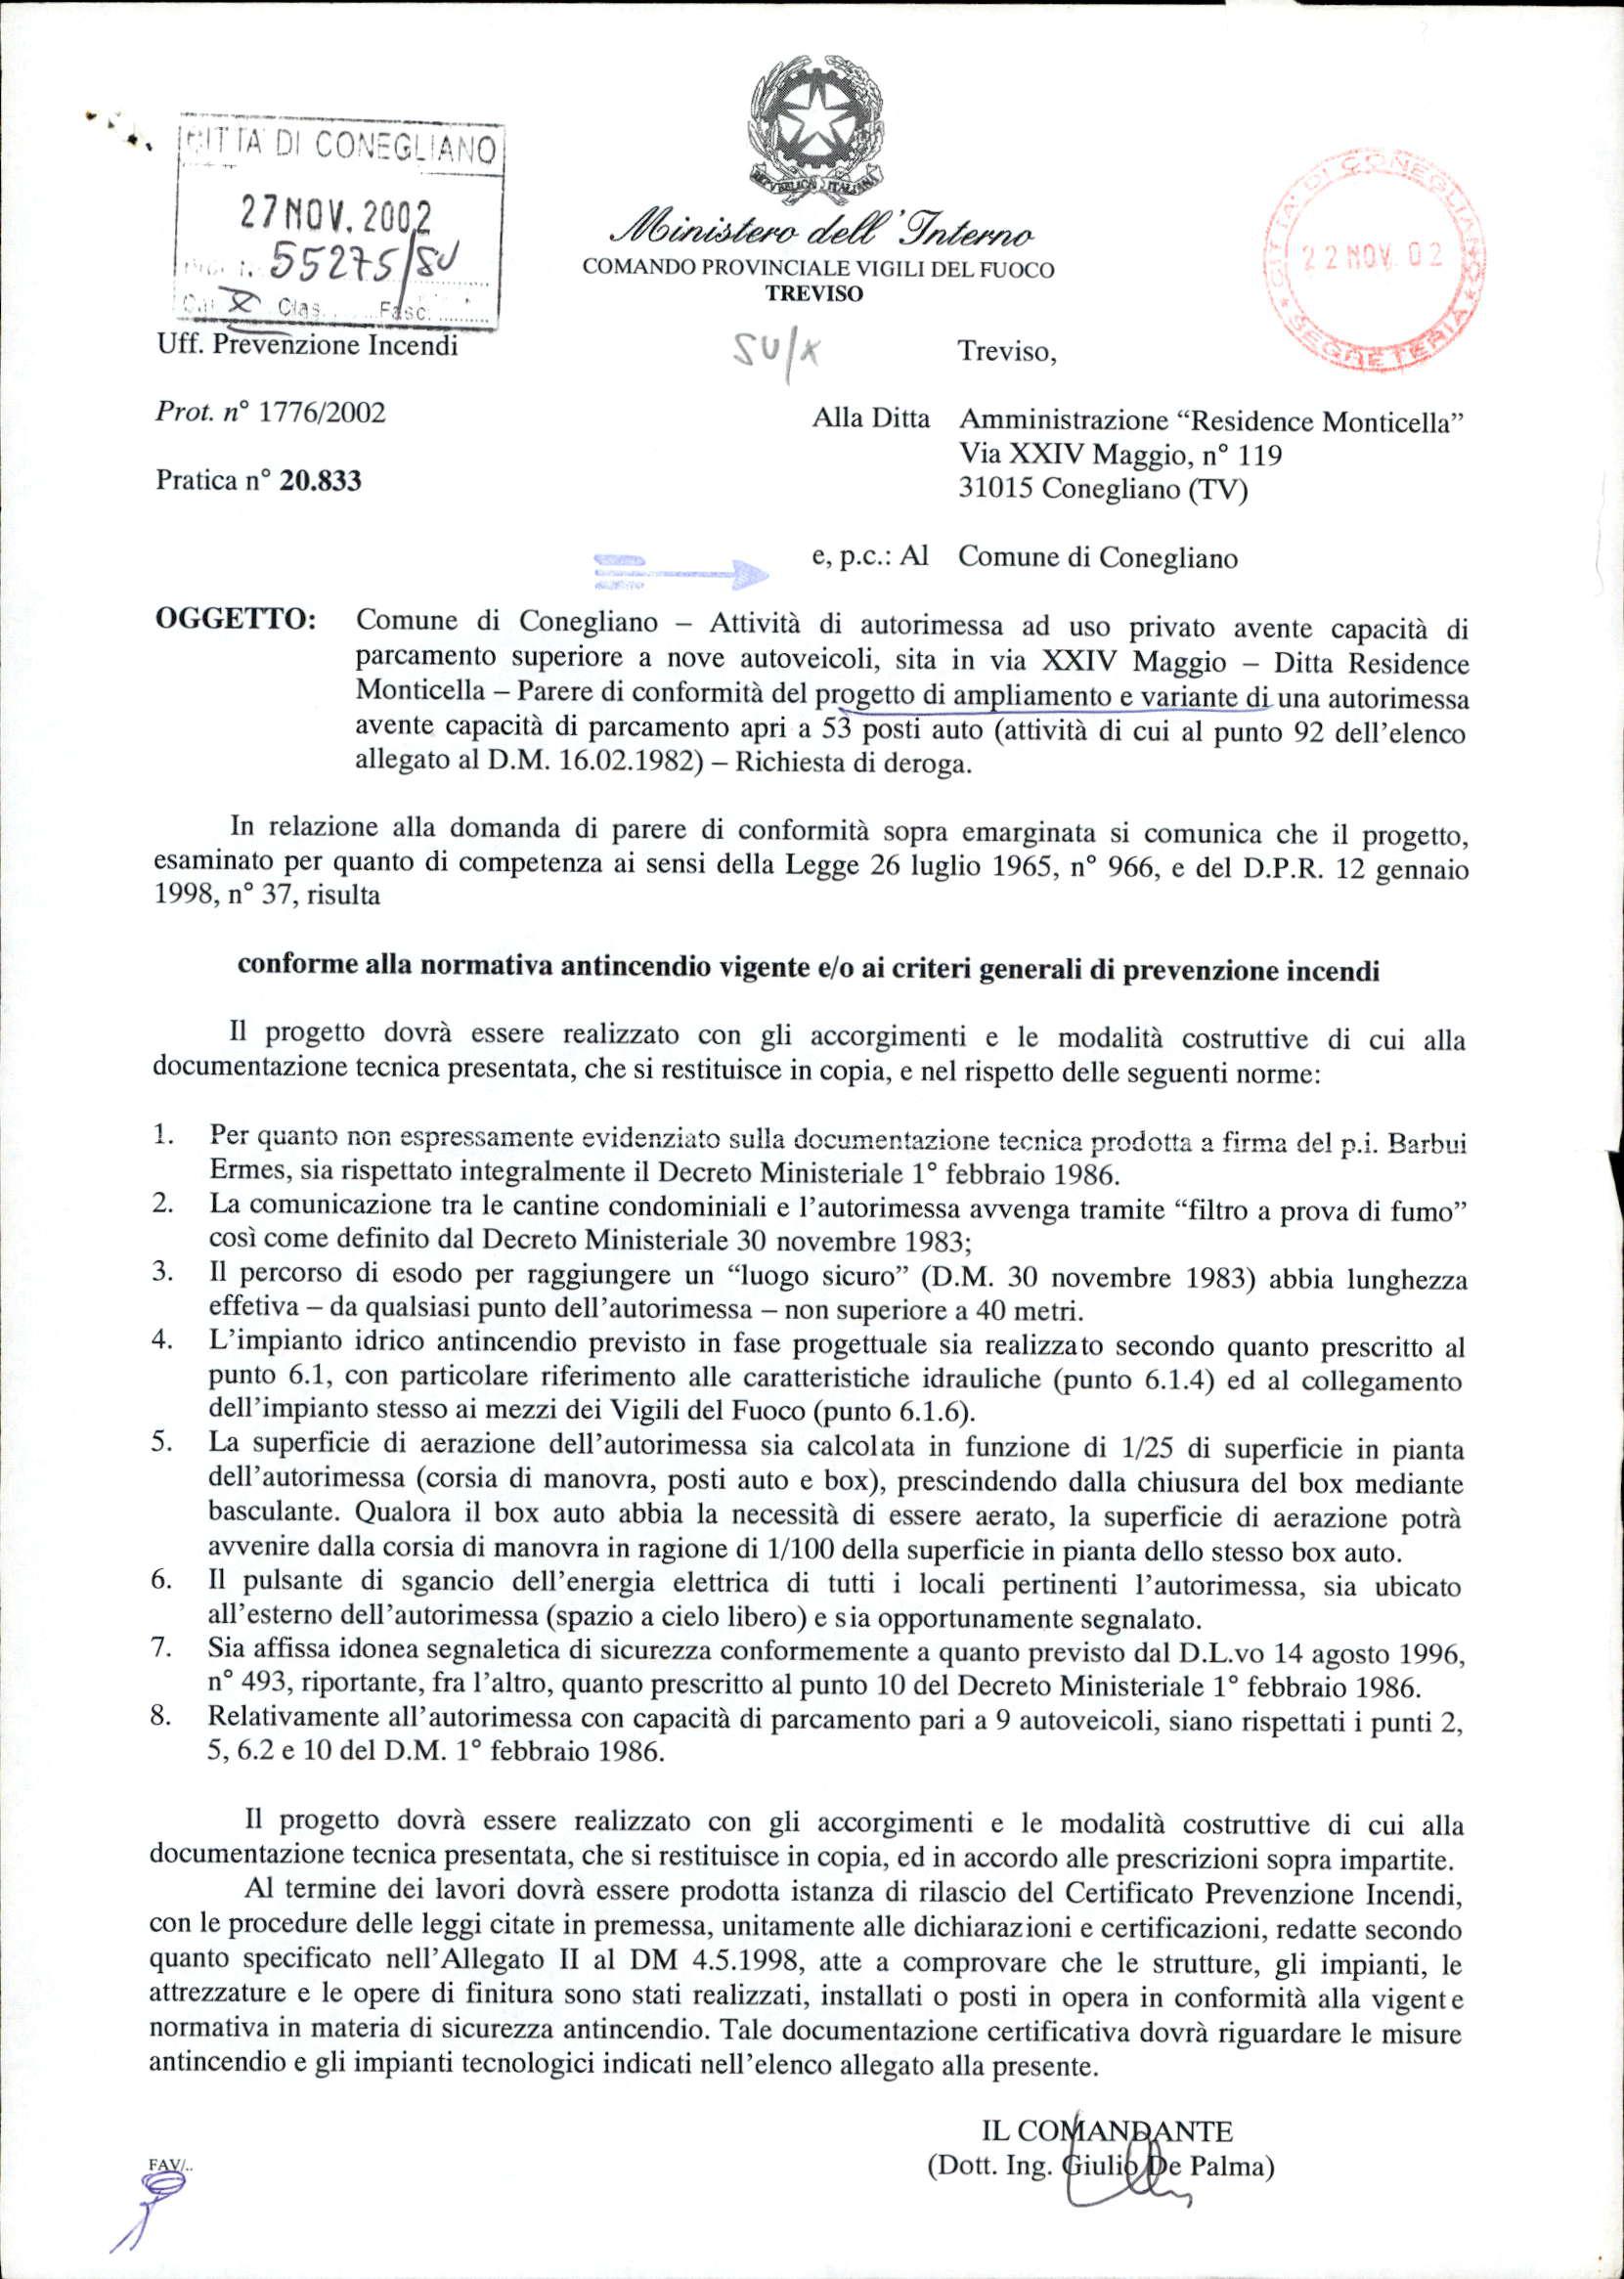 CITTA' DI CONEGLIANO
27 NOV. 2002
Prot. N. 55275/SU
Cat. X Clas. Fasc.
REPVBBLICA ITALIANA
Ministero dell'Interno
COMANDO PROVINCIALE VIGILI DEL FUOCO
TREVISO
CITTA' DI CONEGLIANO
22 NOV. 02
* SEGRETERIA *
Uff. Prevenzione Incendi
SU/X
Treviso,
Prot. n° 1776/2002
Alla Ditta Amministrazione “Residence Monticella”
Via XXIV Maggio, n° 119
Pratica n° 20.833
31015 Conegliano (TV)
e, p.c.: Al Comune di Conegliano
OGGETTO: Comune di Conegliano – Attività di autorimessa ad uso privato avente capacità di
parcamento superiore a nove autoveicoli, sita in via XXIV Maggio – Ditta Residence
Monticella – Parere di conformità del progetto di ampliamento e variante di una autorimessa
avente capacità di parcamento apri a 53 posti auto (attività di cui al punto 92 dell’elenco
allegato al D.M. 16.02.1982) – Richiesta di deroga.
In relazione alla domanda di parere di conformità sopra emarginata si comunica che il progetto,
esaminato per quanto di competenza ai sensi della Legge 26 luglio 1965, n° 966, e del D.P.R. 12 gennaio
1998, n° 37, risulta
conforme alla normativa antincendio vigente e/o ai criteri generali di prevenzione incendi
Il progetto dovrà essere realizzato con gli accorgimenti e le modalità costruttive di cui alla
documentazione tecnica presentata, che si restituisce in copia, e nel rispetto delle seguenti norme:
1. Per quanto non espressamente evidenziato sulla documentazione tecnica prodotta a firma del p.i. Barbui
Ermes, sia rispettato integralmente il Decreto Ministeriale 1° febbraio 1986.
2. La comunicazione tra le cantine condominiali e l’autorimessa avvenga tramite “filtro a prova di fumo”
così come definito dal Decreto Ministeriale 30 novembre 1983;
3. Il percorso di esodo per raggiungere un “luogo sicuro” (D.M. 30 novembre 1983) abbia lunghezza
effetiva – da qualsiasi punto dell’autorimessa – non superiore a 40 metri.
4. L’impianto idrico antincendio previsto in fase progettuale sia realizzato secondo quanto prescritto al
punto 6.1, con particolare riferimento alle caratteristiche idrauliche (punto 6.1.4) ed al collegamento
dell’impianto stesso ai mezzi dei Vigili del Fuoco (punto 6.1.6).
5. La superficie di aerazione dell’autorimessa sia calcolata in funzione di 1/25 di superficie in pianta
dell’autorimessa (corsia di manovra, posti auto e box), prescindendo dalla chiusura del box mediante
basculante. Qualora il box auto abbia la necessità di essere aerato, la superficie di aerazione potrà
avvenire dalla corsia di manovra in ragione di 1/100 della superficie in pianta dello stesso box auto.
6. Il pulsante di sgancio dell’energia elettrica di tutti i locali pertinenti l’autorimessa, sia ubicato
all’esterno dell’autorimessa (spazio a cielo libero) e sia opportunamente segnalato.
7. Sia affissa idonea segnaletica di sicurezza conformemente a quanto previsto dal D.L.vo 14 agosto 1996,
n° 493, riportante, fra l’altro, quanto prescritto al punto 10 del Decreto Ministeriale 1° febbraio 1986.
8. Relativamente all’autorimessa con capacità di parcamento pari a 9 autoveicoli, siano rispettati i punti 2,
5, 6.2 e 10 del D.M. 1° febbraio 1986.
Il progetto dovrà essere realizzato con gli accorgimenti e le modalità costruttive di cui alla
documentazione tecnica presentata, che si restituisce in copia, ed in accordo alle prescrizioni sopra impartite.
Al termine dei lavori dovrà essere prodotta istanza di rilascio del Certificato Prevenzione Incendi,
con le procedure delle leggi citate in premessa, unitamente alle dichiarazioni e certificazioni, redatte secondo
quanto specificato nell’Allegato II al DM 4.5.1998, atte a comprovare che le strutture, gli impianti, le
attrezzature e le opere di finitura sono stati realizzati, installati o posti in opera in conformità alla vigente
normativa in materia di sicurezza antincendio. Tale documentazione certificativa dovrà riguardare le misure
antincendio e gli impianti tecnologici indicati nell’elenco allegato alla presente.
IL COMANDANTE
(Dott. Ing. Giulio De Palma)
FAV/..